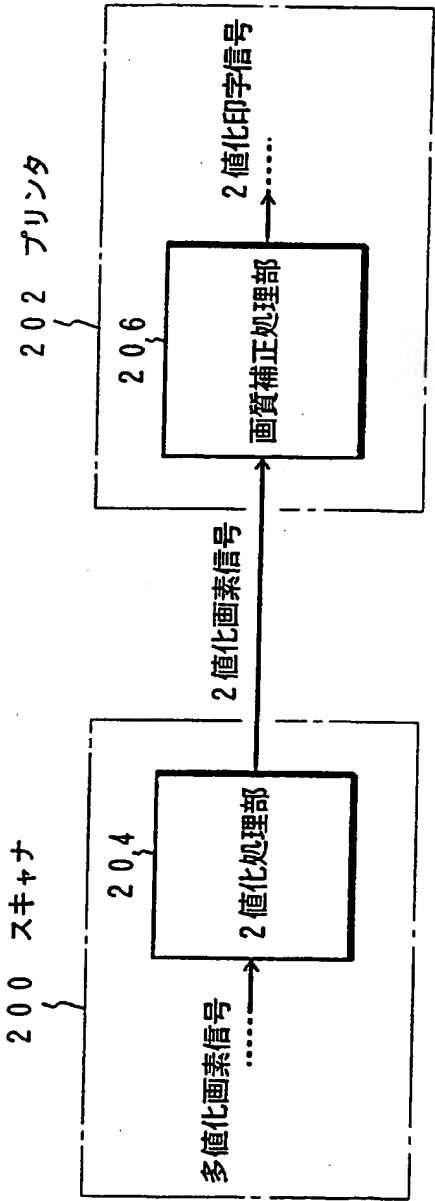 200 スキャナ
204
2値化処理部
多値化画素信号
2値化画素信号
202 プリンタ
206
画質補正処理部
2値化印字信号